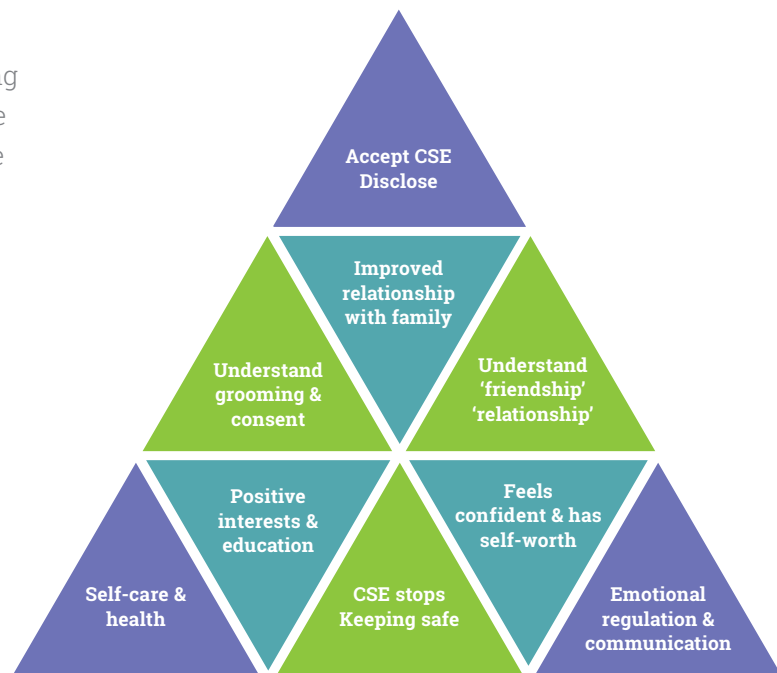 Accept CSE
Disclose
Improved
relationship
with family
Understand
grooming &
consent
Understand
‘friendship’
‘relationship’
Positive
interests &
education
Feels
confident & has
self-worth
Self-care &
health
CSE stops
Keeping safe
Emotional
regulation &
communication